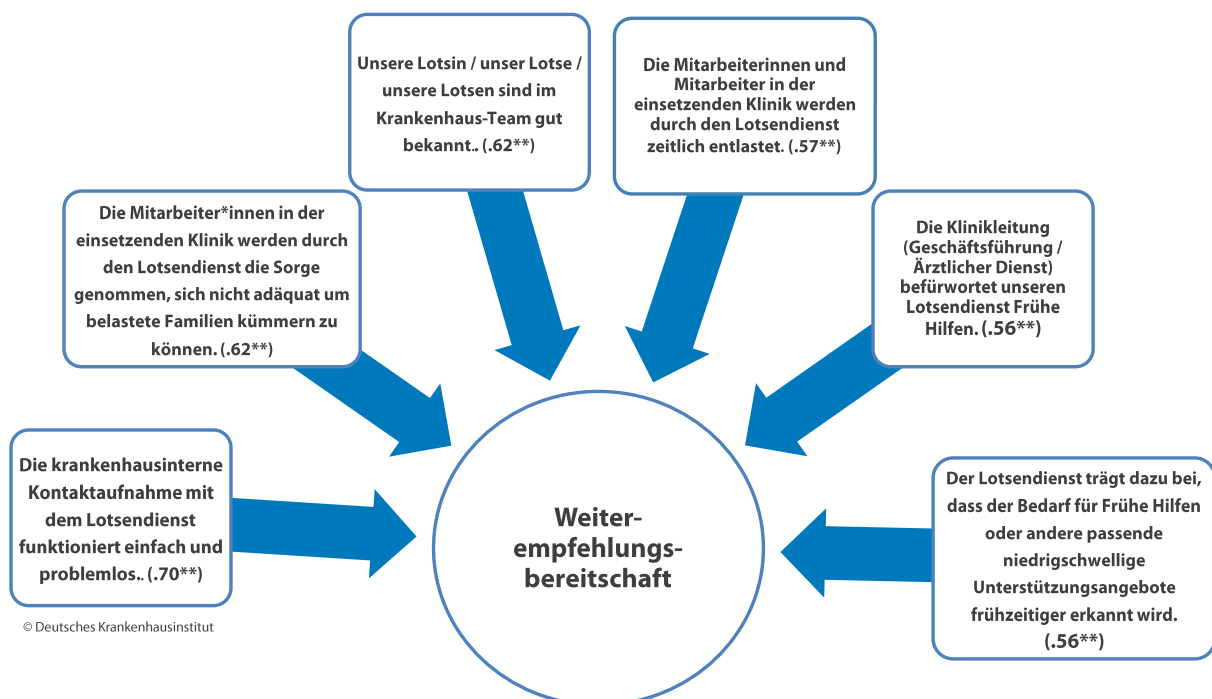 Unsere Lotsin / unser Lotse /
unsere Lotsen sind im
Krankenhaus-Team gut
bekannt.. (.62**)
Die Mitarbeiterinnen und
Mitarbeiter in der
einsetzenden Klinik werden
durch den Lotsendienst
zeitlich entlastet. (.57**)
Die Mitarbeiter*innen in der
einsetzenden Klinik werden durch
den Lotsendienst die Sorge
genommen, sich nicht adäquat um
belastete Familien kümmern zu
können. (.62**)
Die Klinikleitung
(Geschäftsführung /
Ärztlicher Dienst)
befürwortet unseren
Lotsendienst Frühe
Hilfen. (.56**)
Die krankenhausinterne
Kontaktaufnahme mit
dem Lotsendienst
funktioniert einfach und
problemlos.. (.70**)
Weiter-
empfehlungs-
bereitschaft
Der Lotsendienst trägt dazu bei,
dass der Bedarf für Frühe Hilfen
oder andere passende
niedrigschwellige
Unterstützungsangebote
frühzeitiger erkannt wird.
(.56**)
© Deutsches Krankenhausinstitut